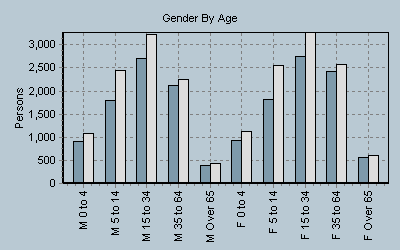 Gender By Age
Persons
3,000
2,500
2,000
1,500
1,000
500
0
M 0 to 4
M 5 to 14
M 15 to 34
M 35 to 64
M Over 65
F 0 to 4
F 5 to 14
F 15 to 34
F 35 to 64
F Over 65